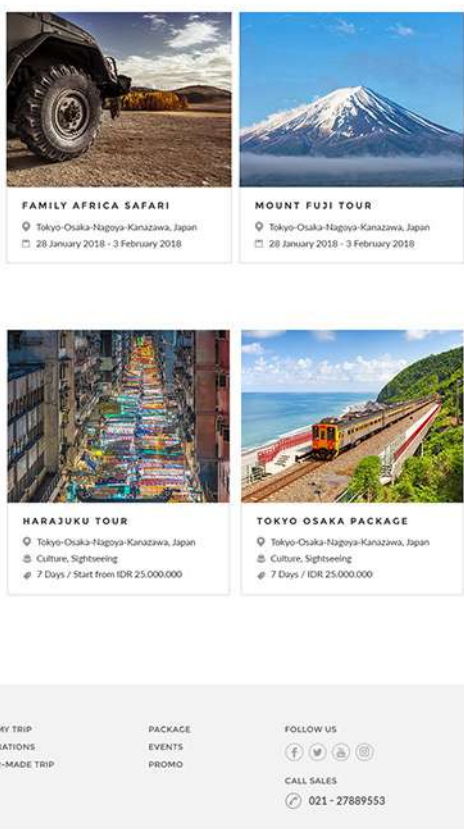 FAMILY AFRICA SAFARI
Tokyo-Osaka-Nagoya-Kanazawa, Japan
28 January 2018 - 3 February 2018
MOUNT FUJI TOUR
Tokyo-Osaka-Nagoya-Kanazawa, Japan
28 January 2018 - 3 February 2018
HARAJUKU TOUR
Tokyo-Osaka-Nagoya-Kanazawa, Japan
Culture, Sightseeing
7 Days / Start from IDR 25.000.000
TOKYO OSAKA PACKAGE
Tokyo-Osaka-Nagoya-Kanazawa, Japan
Culture, Sightseeing
7 Days / IDR 25.000.000
MY TRIP
RATIONS
-MADE TRIP
PACKAGE
EVENTS
PROMO
FOLLOW US
CALL SALES
021 - 27889553